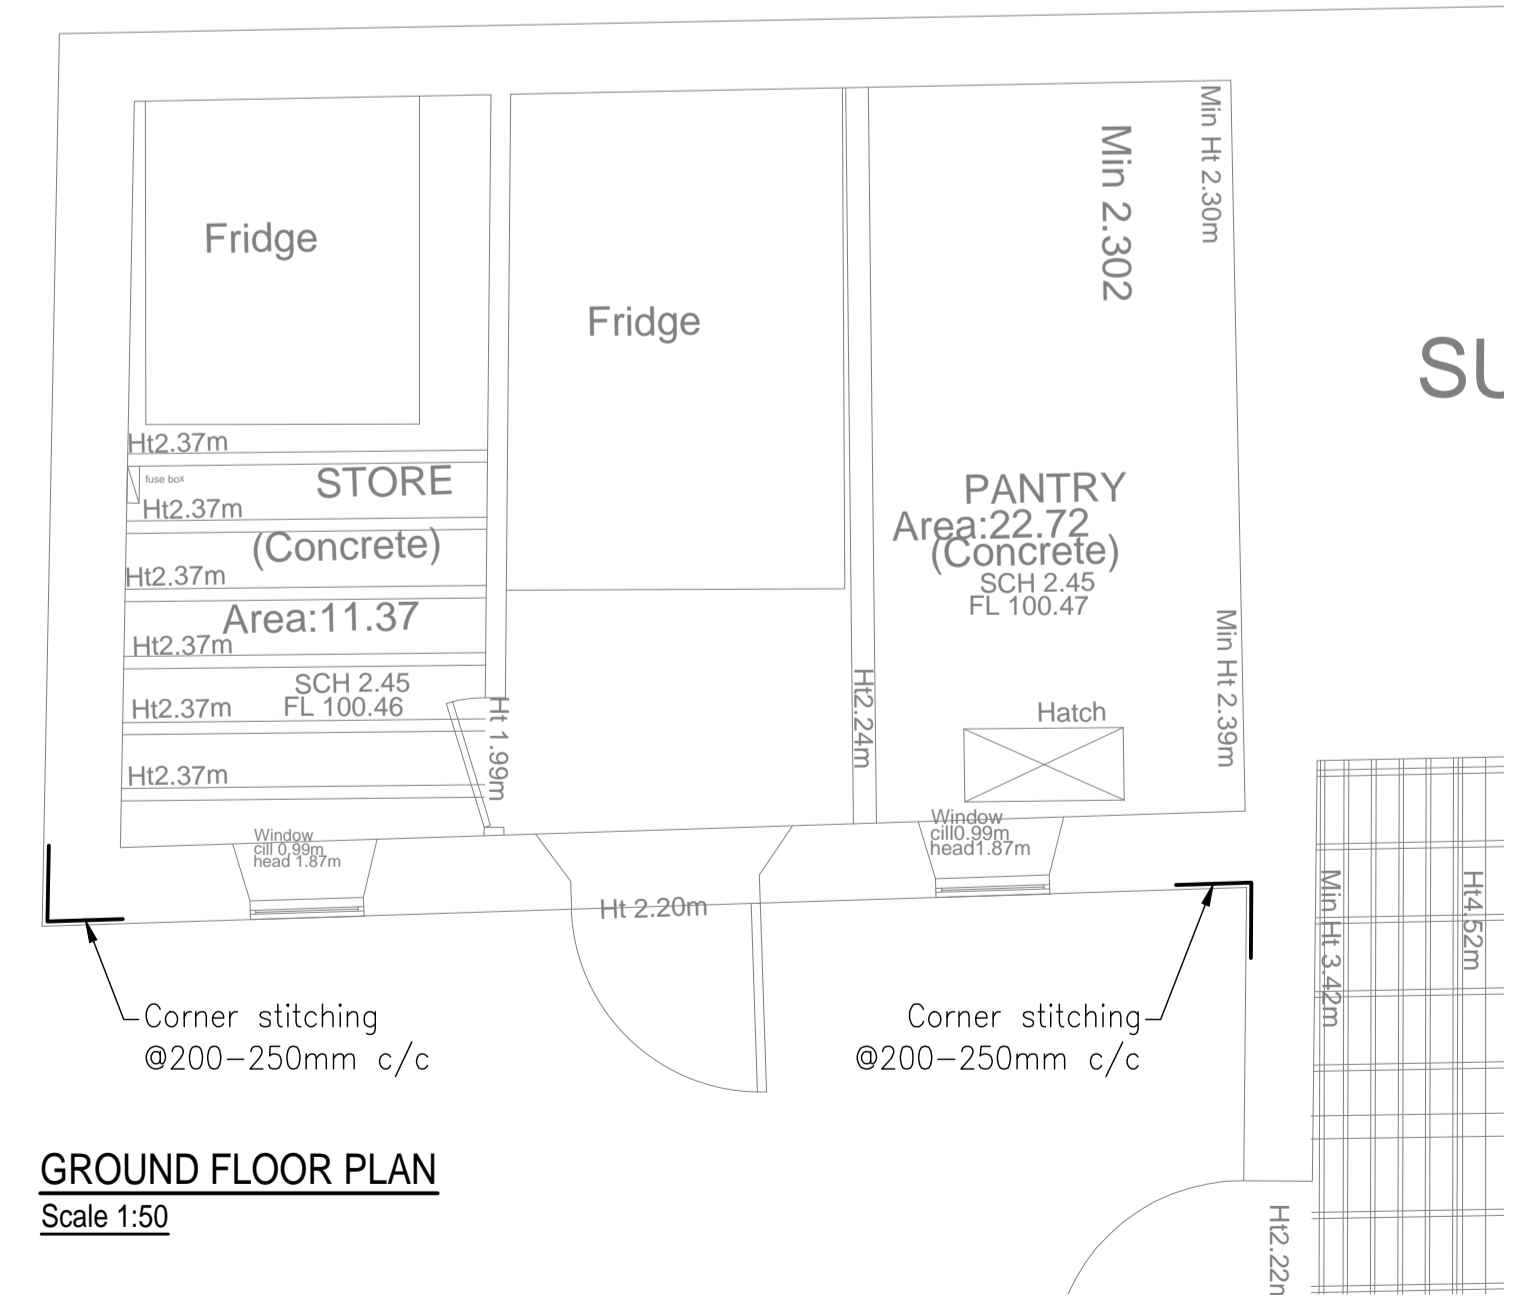 Min Ht 2.30m
Min 2.302
Fridge
Fridge
SU
Ht2.37m
fuse box
STORE
Ht2.37m
(Concrete)
Ht2.37m
Area:11.37
Ht2.37m
SCH 2.45
FL 100.46
Ht2.37m
Ht2.37m
Ht 1.99m
PANTRY
Area:22.72
(Concrete)
SCH 2.45
FL 100.47
Min Ht 2.39m
Ht2.24m
Hatch
Window
cill 0.99m
head 1.87m
Window
cill0.99m
head1.87m
Ht 2.20m
Min Ht 3.42m
Ht4.52m
Corner stitching
@200-250mm c/c
Corner stitching
@200-250mm c/c
GROUND FLOOR PLAN
Scale 1:50
Ht2.22m